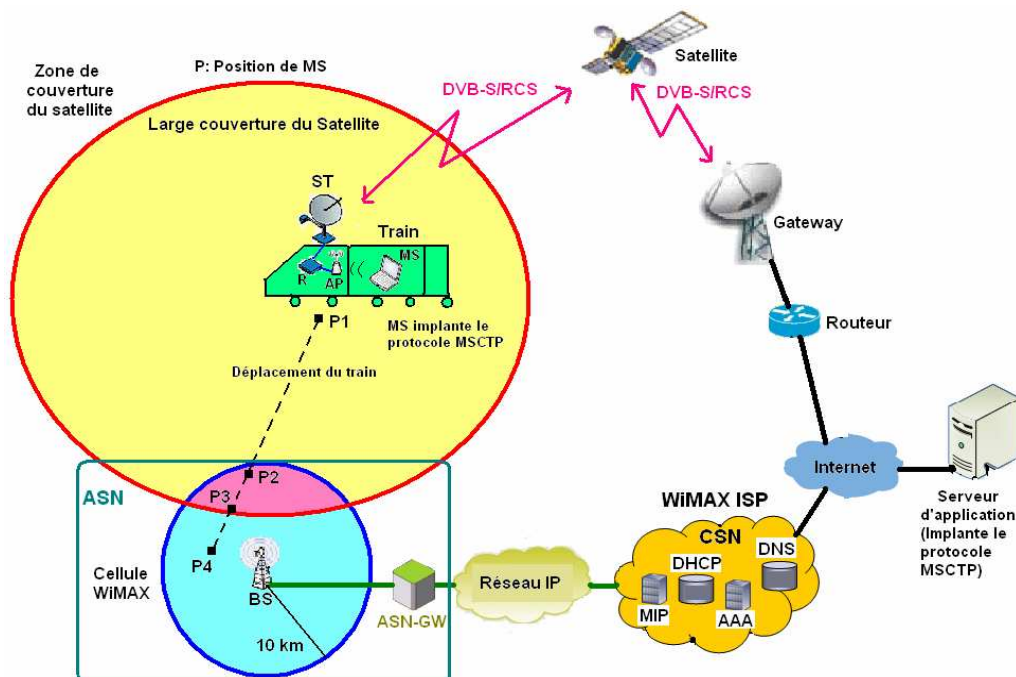 Zone de
couverture
du satellite
P: Position de MS
Satellite
DVB-S/RCS
DVB-S/RCS
Large couverture du Satellite
ST
Train
MS
R
AP
Gateway
P1
MS implante le
protocole MSCTP
Routeur
Déplacement du train
Internet
P2
ASN
P3
WiMAX ISP
Serveur
d'application
(Implante le
protocole
MSCTP)
CSN
DNS
DHCP
P4
Cellule
WiMAX
BS
Réseau IP
MIP
AAA
ASN-GW
10 km